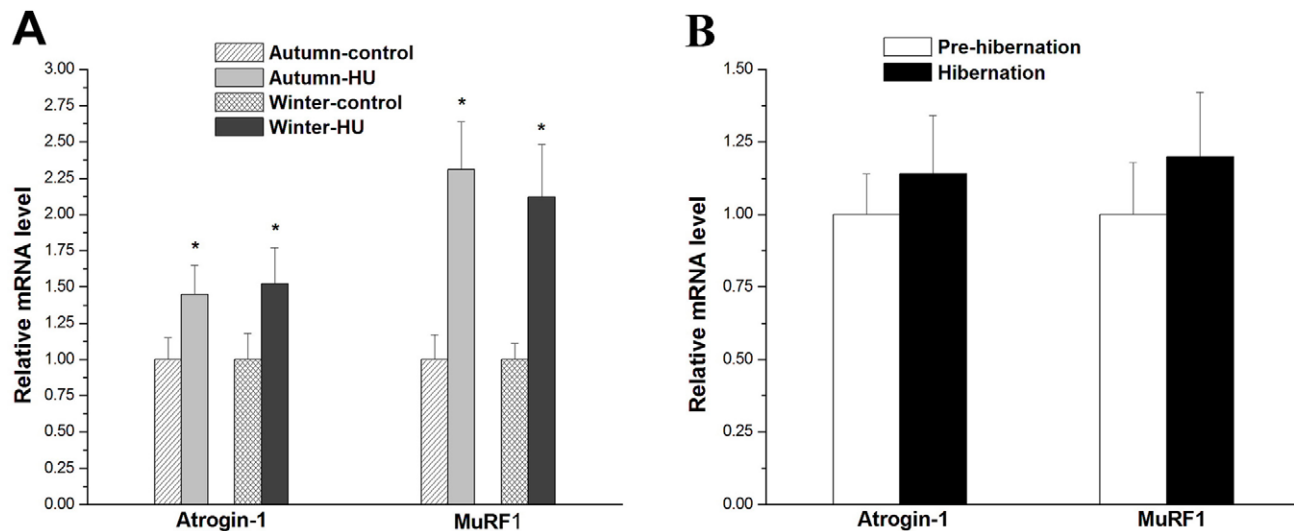 A
Autumn-control
Autumn-HU
Winter-control
Winter-HU
3.00
2.75
2.50
2.25
2.00
1.75
1.50
1.25
1.00
0.75
0.50
0.25
0.00
Relative mRNA level
* * * *
Atrogin-1 MuRF1
B
Pre-hibernation
Hibernation
1.50
1.25
1.00
0.75
0.50
0.25
0.00
Relative mRNA level
Atrogin-1 MuRF1